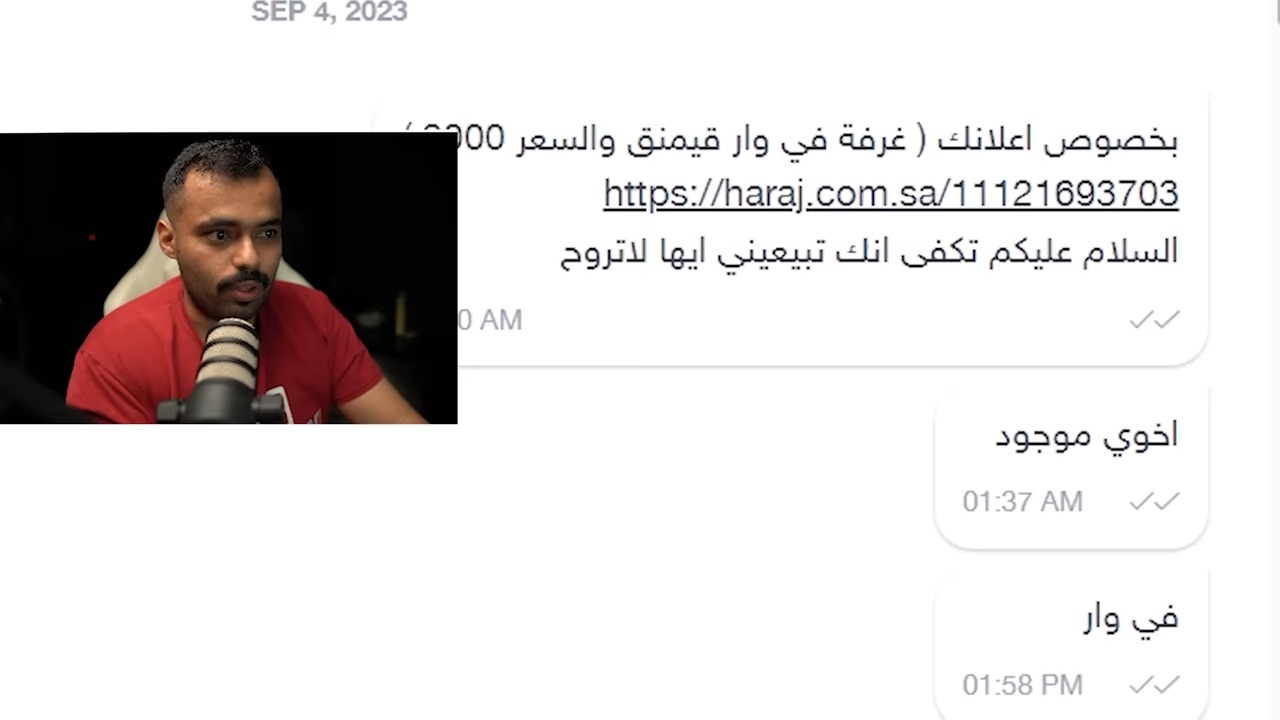 SEP 4, 2023
بخصوص اعلانك ( غرفة في وار قيمنق والسعر
https://haraj.com.sa/11121693703
السلام عليكم تكفى انك تبيعيني ايها لاتروح
0 AM
اخوي موجود
01:37 AM
في وار
01:58 PM